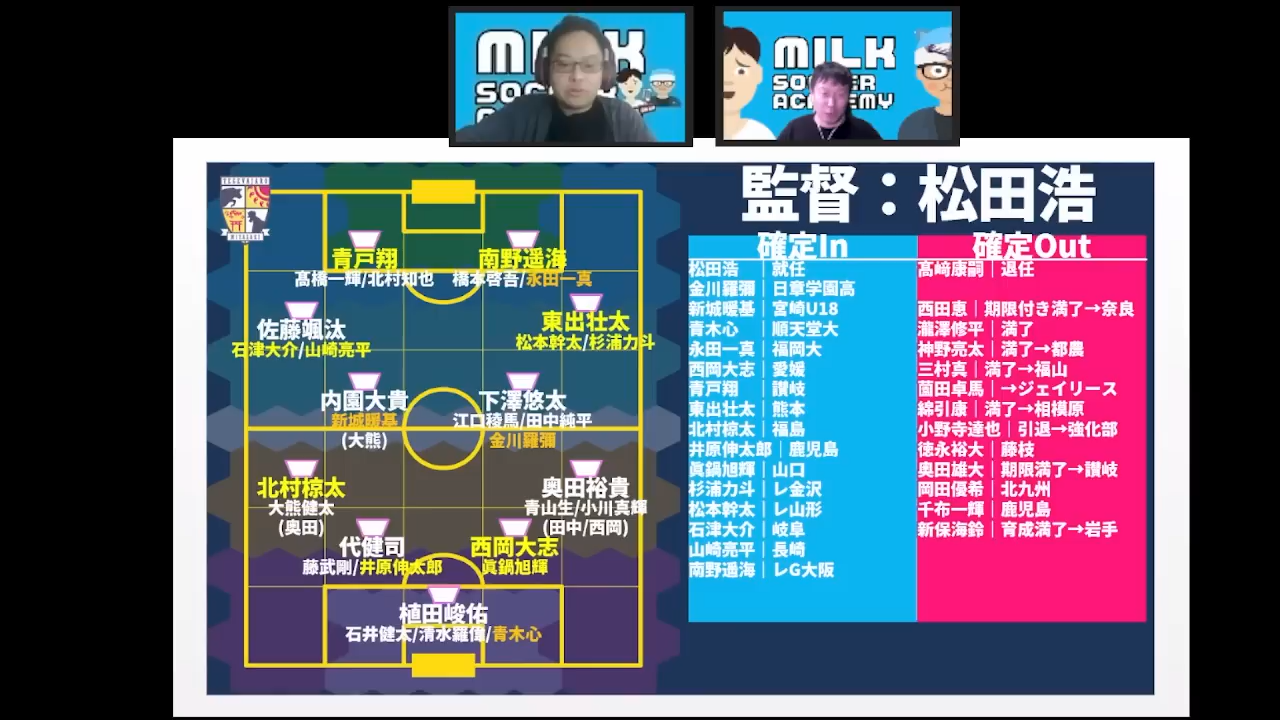 MILK
SOCCER
MILK
SOCCER
ACADEMY
TEGEVAJARO
MIYAZAKI
青戸翔
髙橋一輝/北村知也
南野遥海
橋本啓吾/永田一真
佐藤颯汰
石津大介/山崎亮平
東出壮太
松本幹太/杉浦力斗
内園大貴
新城暖基
(大熊)
下澤悠太
江口稜馬/田中純平
金川羅彌
北村椋太
大熊健太
(奥田)
奥田裕貴
青山生/小川真輝
(田中/西岡)
代健司
藤武剛/井原伸太郎
西岡大志
眞鍋旭輝
植田峻佑
石井健太/清水羅偉/青木心
監督：松田浩
確定In
松田浩｜就任
金川羅彌｜日章学園高
新城暖基｜宮崎U18
青木心｜順天堂大
永田一真｜福岡大
西岡大志｜愛媛
青戸翔｜讃岐
東出壮太｜熊本
北村椋太｜福島
井原伸太郎｜鹿児島
眞鍋旭輝｜山口
杉浦力斗｜レ金沢
松本幹太｜レ山形
石津大介｜岐阜
山崎亮平｜長崎
南野遥海｜レG大阪
確定Out
高﨑康嗣｜退任
西田恵｜期限付き満了→奈良
瀧澤修平｜満了
神野亮太｜満了→都農
三村真｜満了→福山
薗田卓馬｜→ジェイリース
綿引康｜満了→相模原
小野寺達也｜引退→強化部
徳永裕大｜藤枝
奥田雄大｜期限満了→讃岐
岡田優希｜北九州
千布一輝｜鹿児島
新保海鈴｜育成満了→岩手